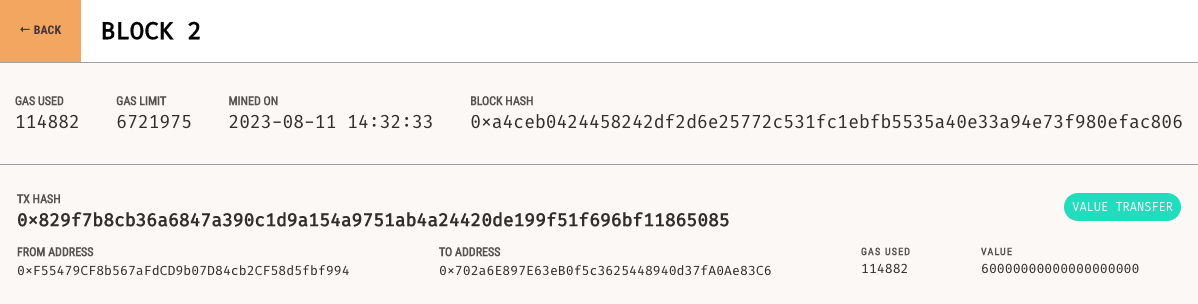 ← BACK
BLOCK 2
GAS USED GAS LIMIT MINED ON BLOCK HASH
114882 6721975 2023-08-11 14:32:33 0×a4ceb0424458242df2d6e25772c531fc1ebfb5535a40e33a94e73f980efac806
TX HASH
0×829f7b8cb36a6847a390c1d9a154a9751ab4a24420de199f51f696bf11865085
VALUE TRANSFER
FROM ADDRESS TO ADDRESS GAS USED VALUE
0×F55479CF8b567aFdCD9b07D84cb2CF58d5fbf994 0×702a6E897E63eB0f5c3625448940d37fA0Ae83C6 114882 60000000000000000000